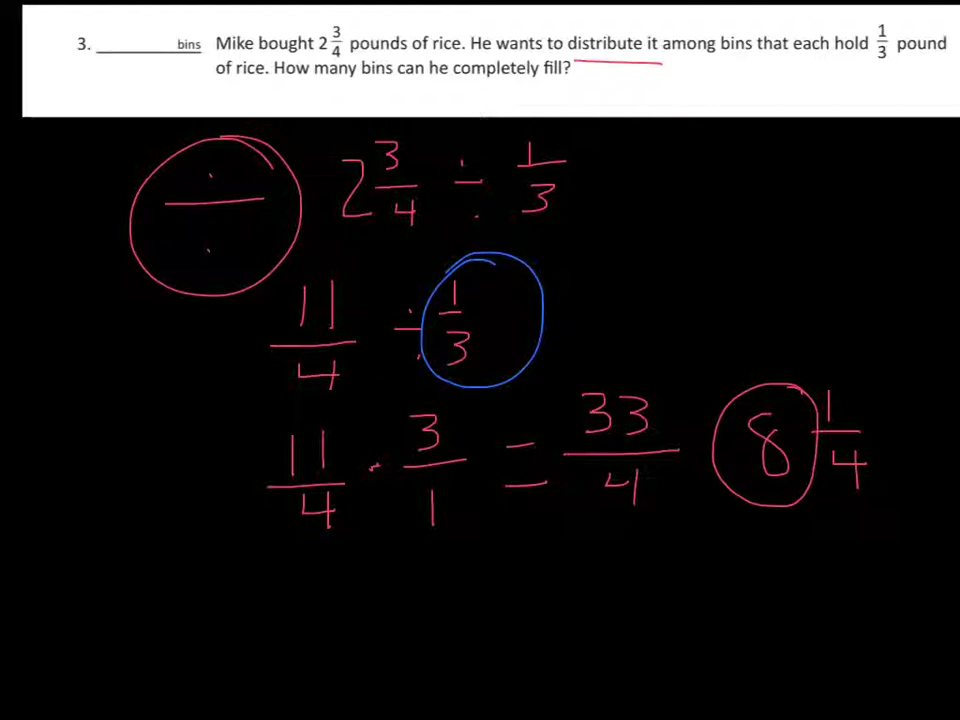 3. __________ bins Mike bought 2 3/4 pounds of rice. He wants to distribute it among bins that each hold 1/3 pound
of rice. How many bins can he completely fill?
÷ 2 3/4 ÷ 1/3
11/4 ÷ 1/3
11/4 · 3/1 = 33/4 8 1/4